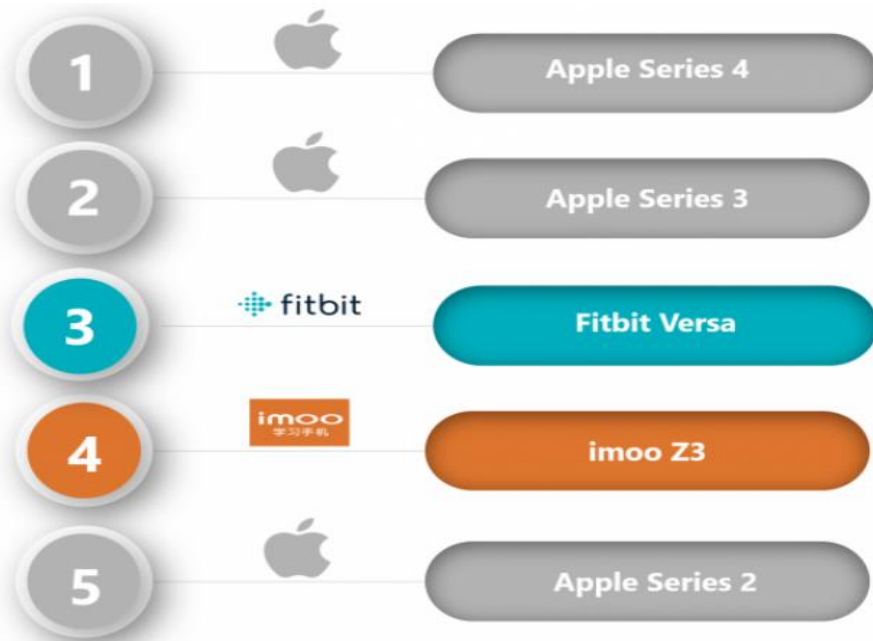 1
Apple Series 4
2
Apple Series 3
3
fitbit
Fitbit Versa
4
imoo
学习手机
imoo Z3
5
Apple Series 2